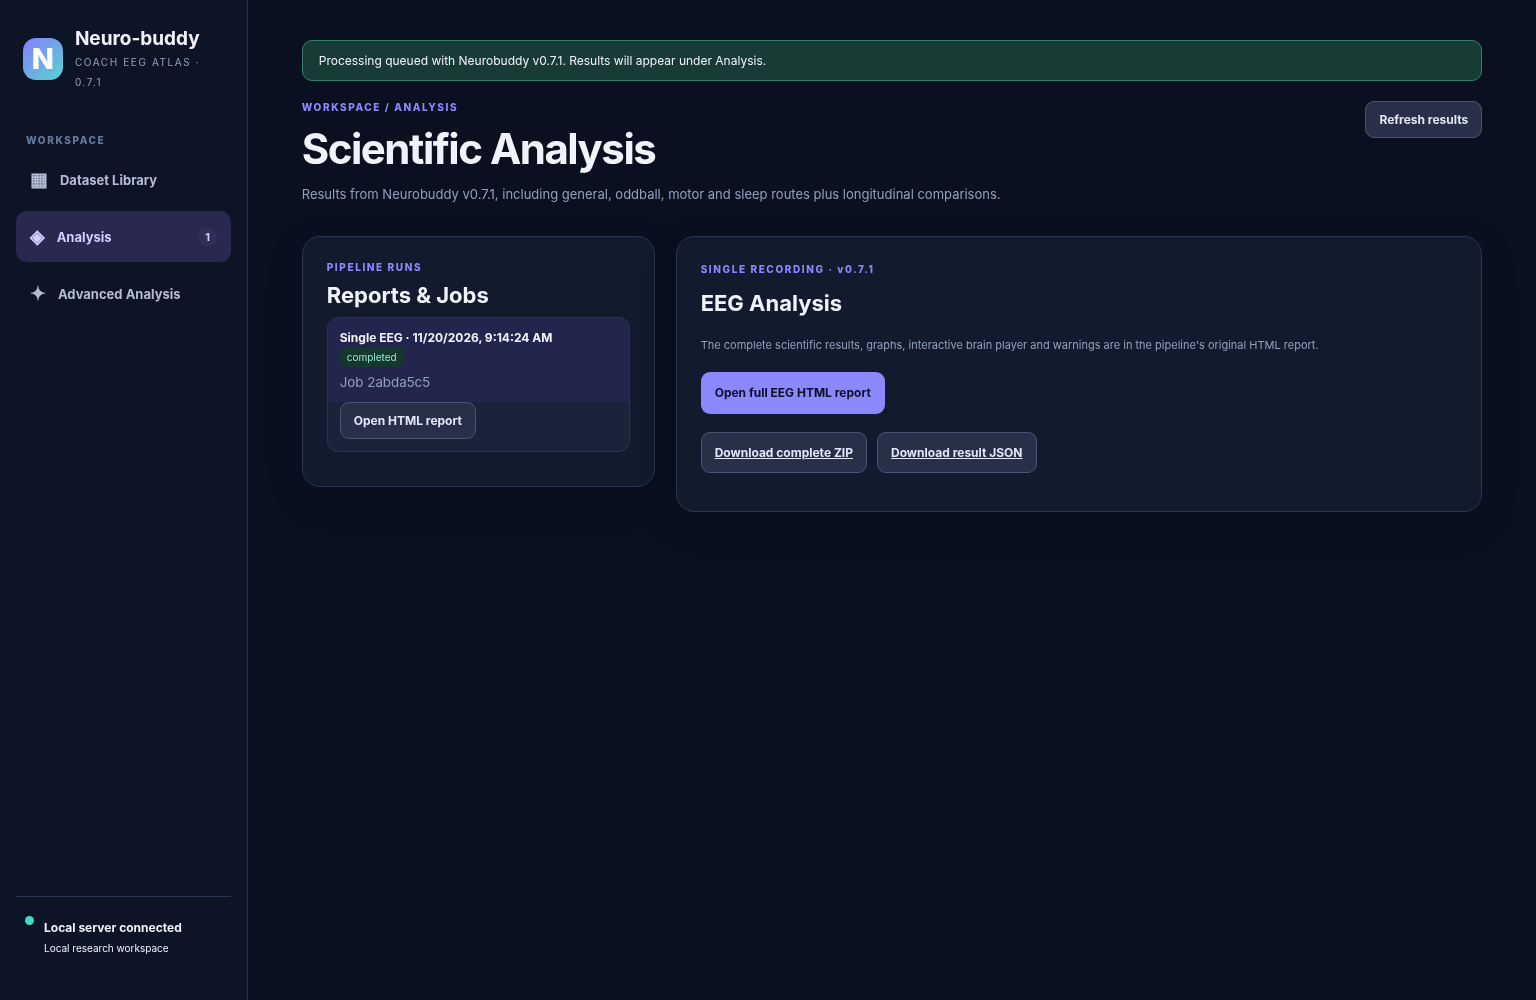 N
Neuro-buddy
COACH EEG ATLAS ·
0.7.1
WORKSPACE
Dataset Library
Analysis
1
Advanced Analysis
Local server connected
Local research workspace
Processing queued with Neurobuddy v0.7.1. Results will appear under Analysis.
WORKSPACE / ANALYSIS
Scientific Analysis
Results from Neurobuddy v0.7.1, including general, oddball, motor and sleep routes plus longitudinal comparisons.
Refresh results
PIPELINE RUNS
Reports & Jobs
Single EEG · 11/20/2026, 9:14:24 AM
completed
Job 2abda5c5
Open HTML report
SINGLE RECORDING · v0.7.1
EEG Analysis
The complete scientific results, graphs, interactive brain player and warnings are in the pipeline's original HTML report.
Open full EEG HTML report
Download complete ZIP
Download result JSON